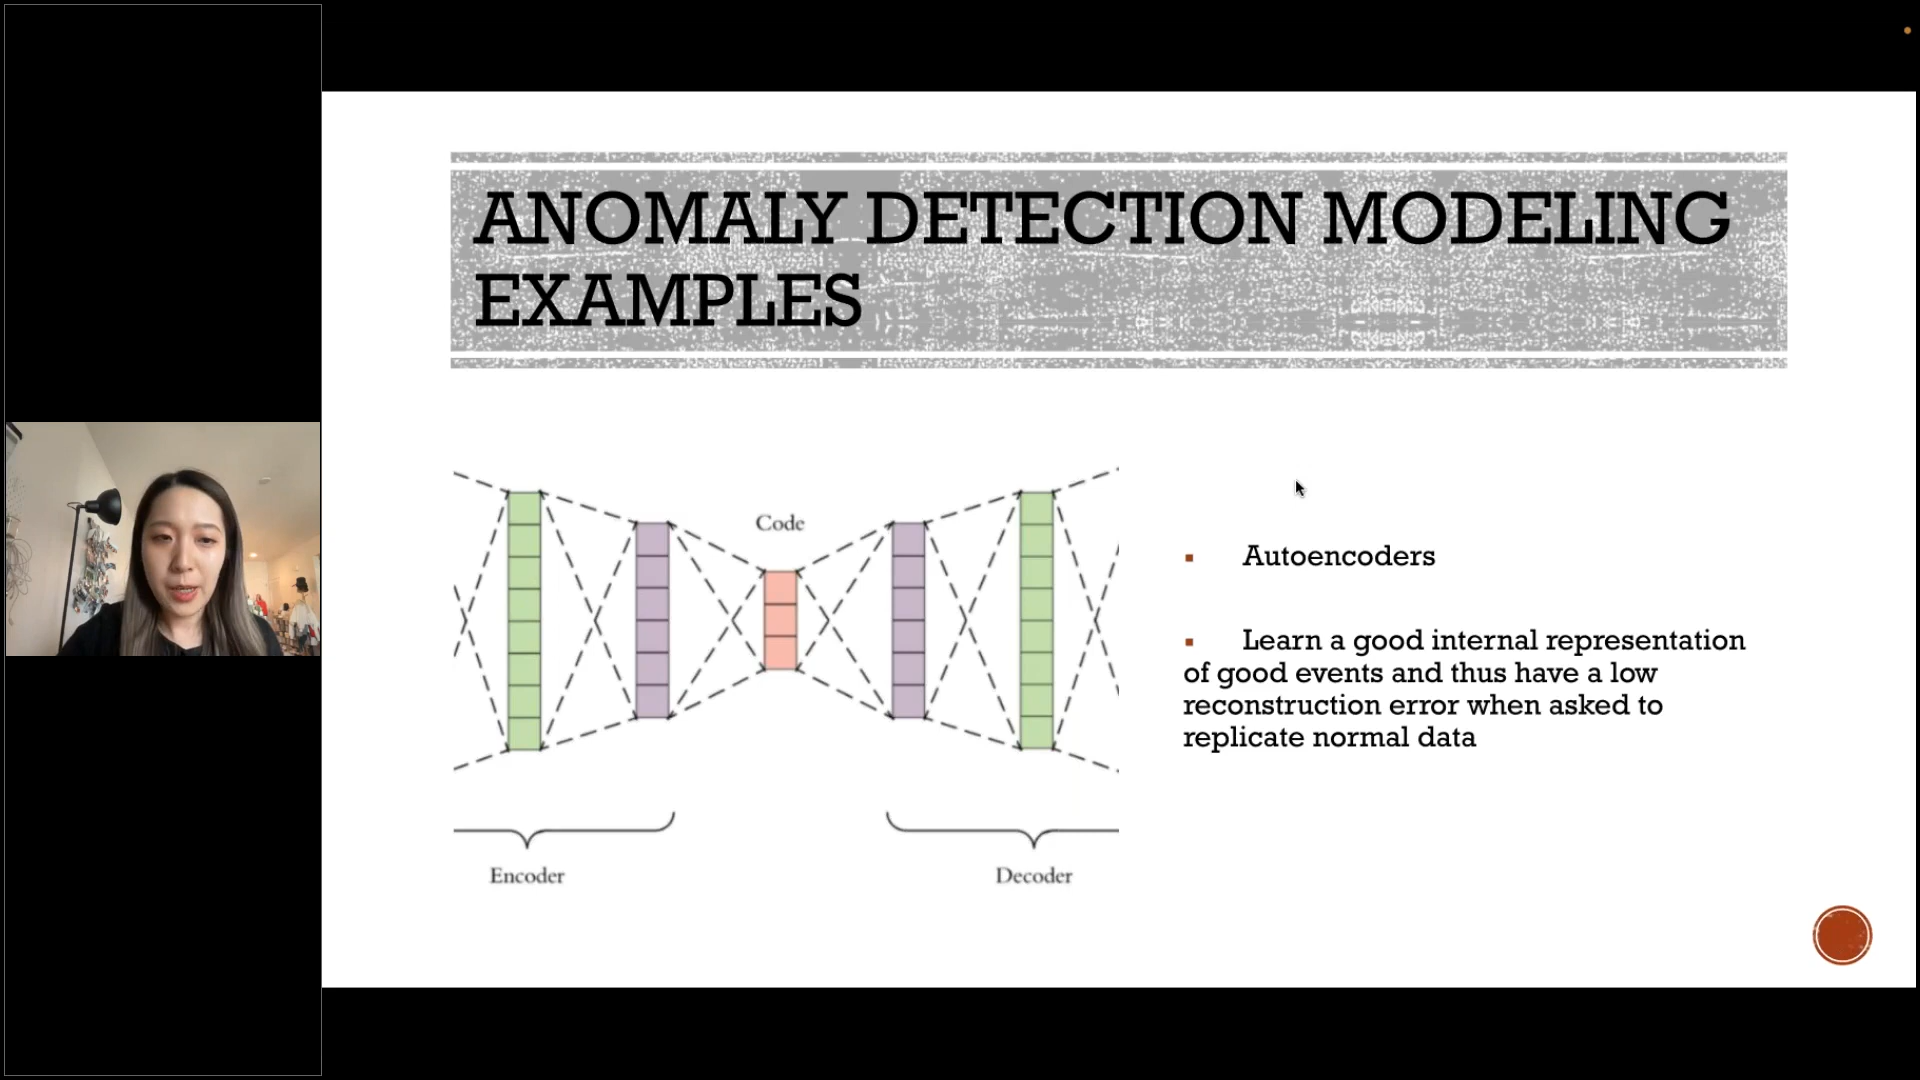 ANOMALY DETECTION MODELING
EXAMPLES
Code
Encoder
Decoder
Autoencoders
Learn a good internal representation
of good events and thus have a low
reconstruction error when asked to
replicate normal data